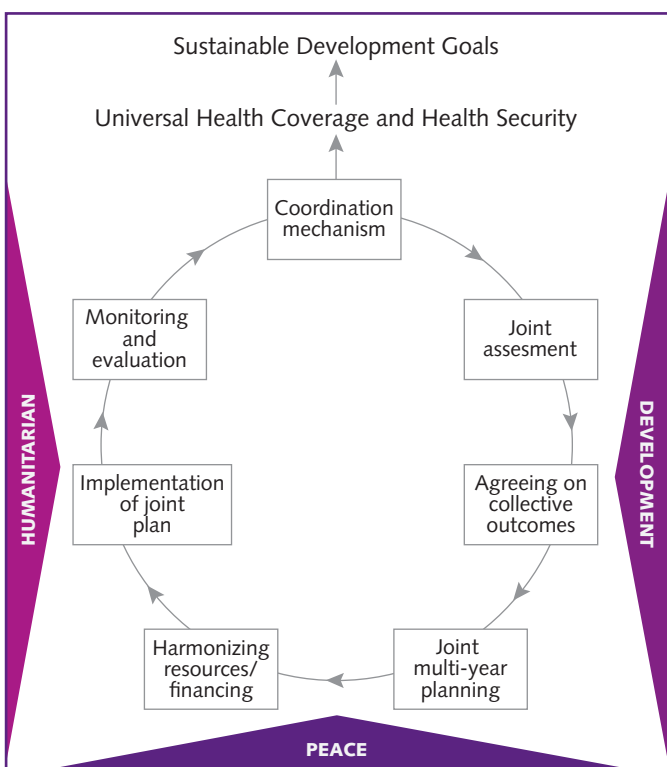 Sustainable Development Goals
Universal Health Coverage and Health Security
Coordination
mechanism
Joint
assesment
Agreeing on
collective
outcomes
Joint
multi-year
planning
Harmonizing
resources/
financing
Implementation
of joint
plan
Monitoring
and
evaluation
HUMANITARIAN
DEVELOPMENT
PEACE